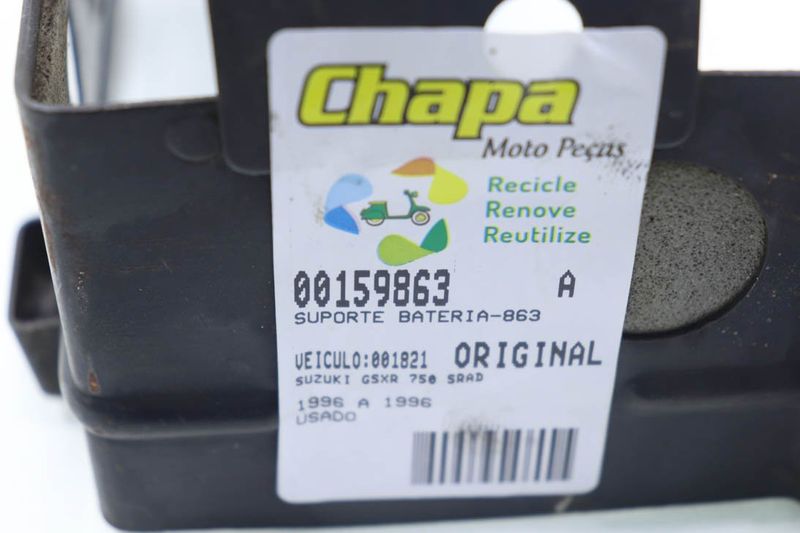 Chapa
Moto Peças
Recicle
Renove
Reutilize
00159863 A
SUPORTE BATERIA-863
VEICULO:001821 ORIGINAL
SUZUKI GSXR 750 SRAD
1996 A 1996
USADO